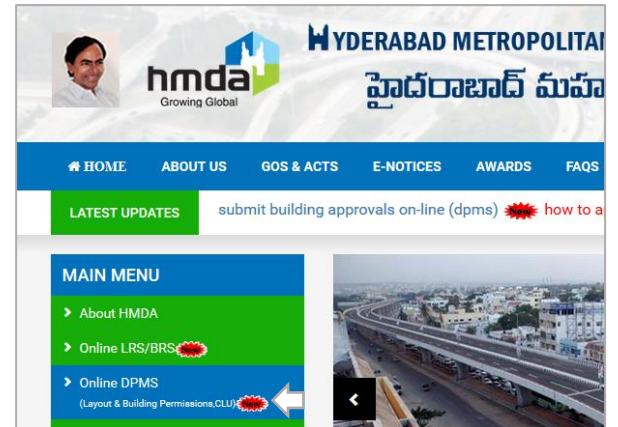 HYDERABAD METROPOLITAN
హైదరాబాద్ మహా
hmda
Growing Global
HOME ABOUT US GOS & ACTS E-NOTICES AWARDS FAQS
LATEST UPDATES submit building approvals on-line (dpms) New how to a
MAIN MENU
About HMDA
Online LRS/BRS New
Online DPMS
(Layout & Building Permissions,CLU) New